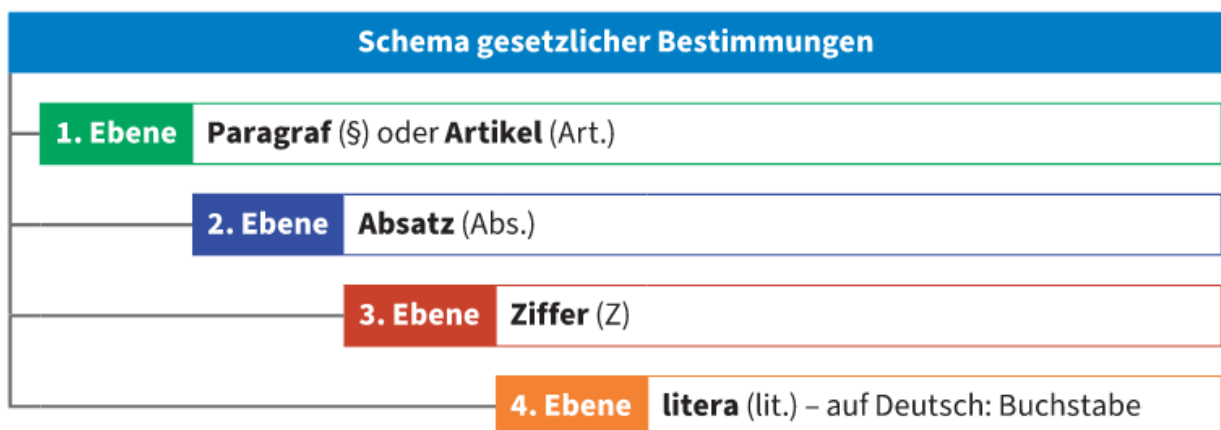 Schema gesetzlicher Bestimmungen
1. Ebene Paragraf (§) oder Artikel (Art.)
2. Ebene Absatz (Abs.)
3. Ebene Ziffer (Z)
4. Ebene litera (lit.) – auf Deutsch: Buchstabe